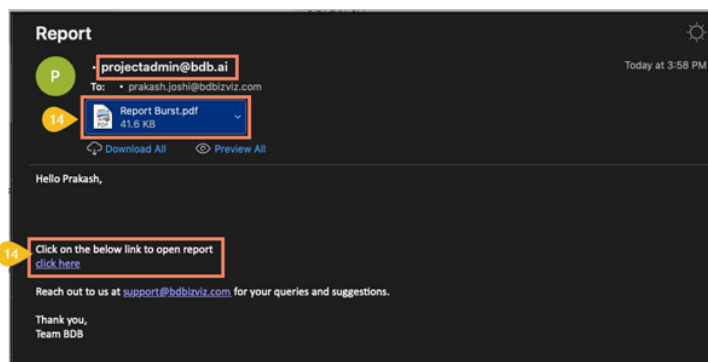 Report
P
projectadmin@bdb.ai
Today at 3:58 PM
To: • prakash.joshi@bdbizviz.com
14
Report Burst.pdf
PDF
41.6 KB
Download All Preview All
Hello Prakash,
14
Click on the below link to open report
click here
Reach out to us at support@bdbizviz.com for your queries and suggestions.
Thank you,
Team BDB